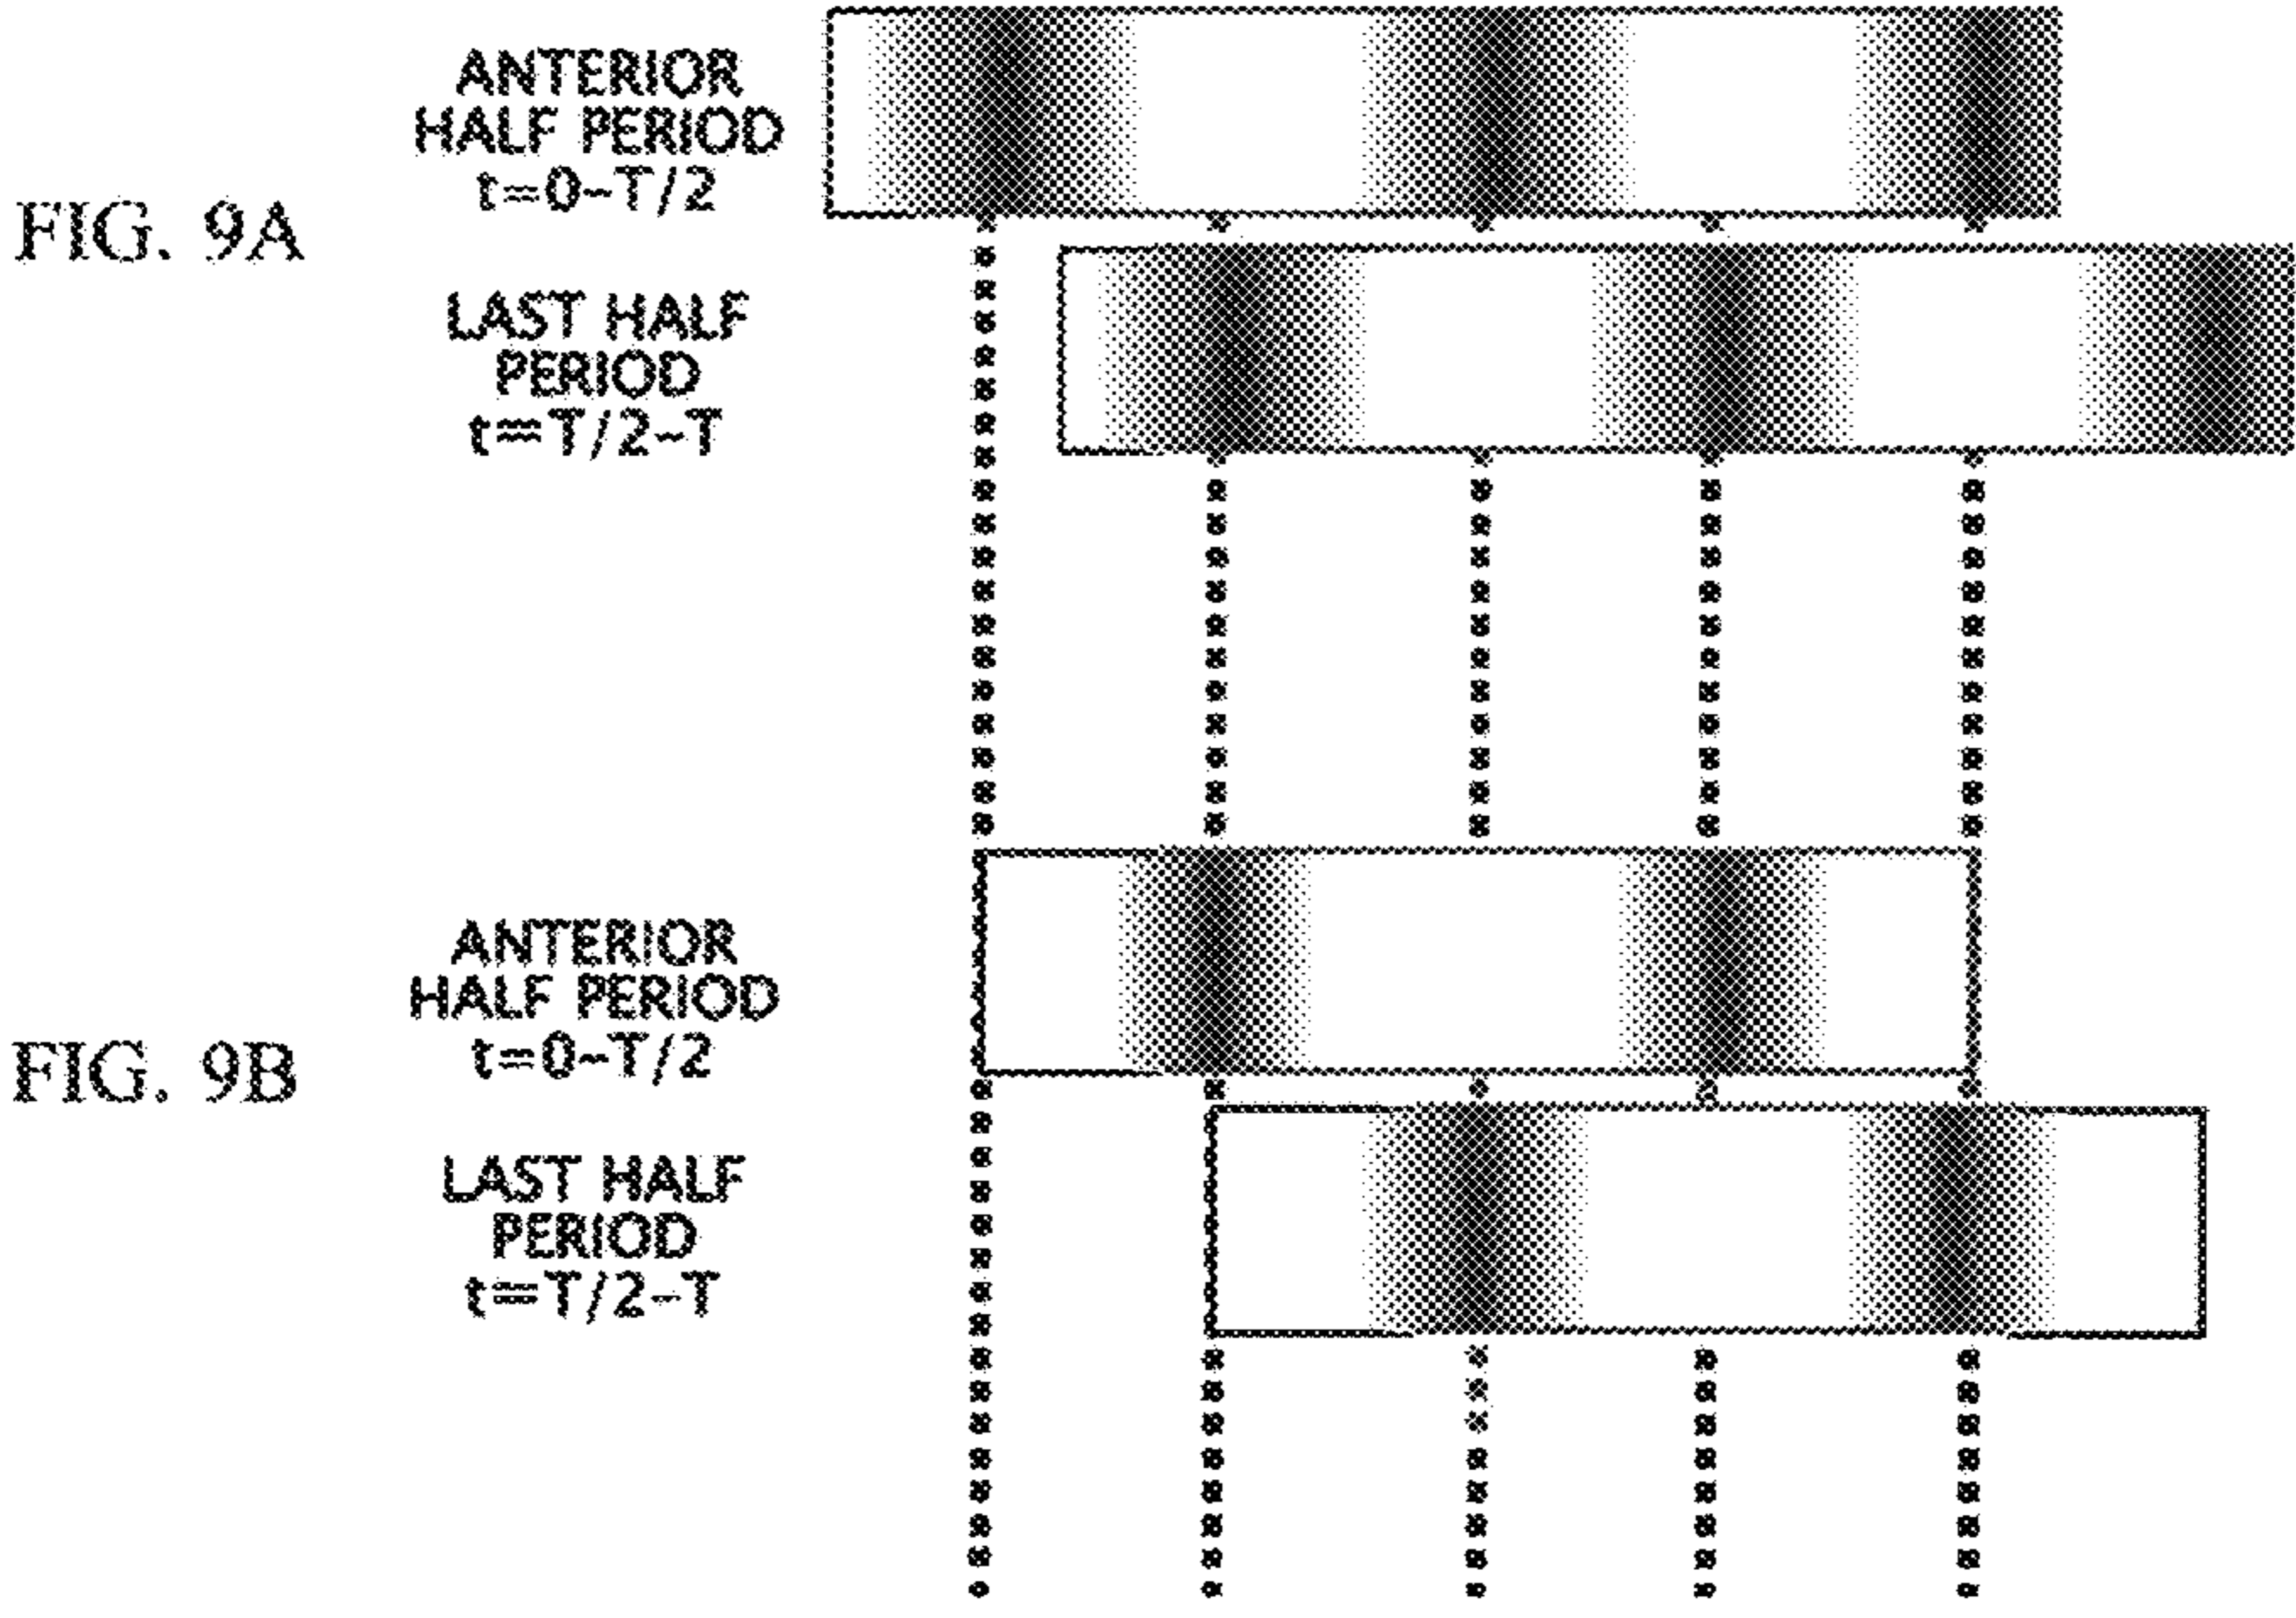 ANTERIOR
HALF PERIOD
t=0~T/2
FIG. 9A
LAST HALF
PERIOD
t=T/2~T
ANTERIOR
HALF PERIOD
t=0~T/2
FIG. 9B
LAST HALF
PERIOD
t=T/2~T